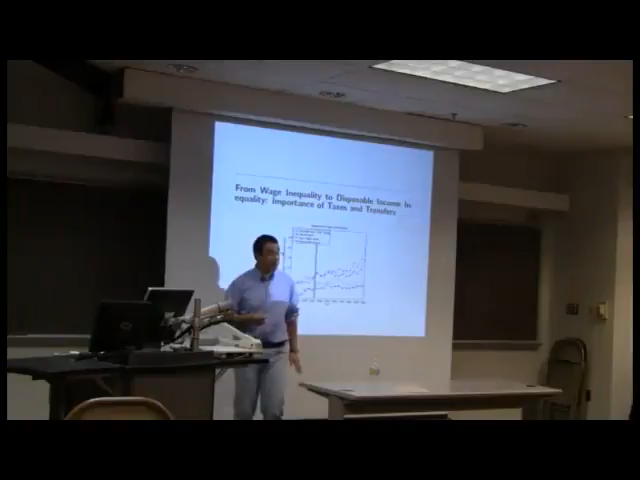 From Wage Inequality to Disposable Income In
equality: Importance of Taxes and Transfers